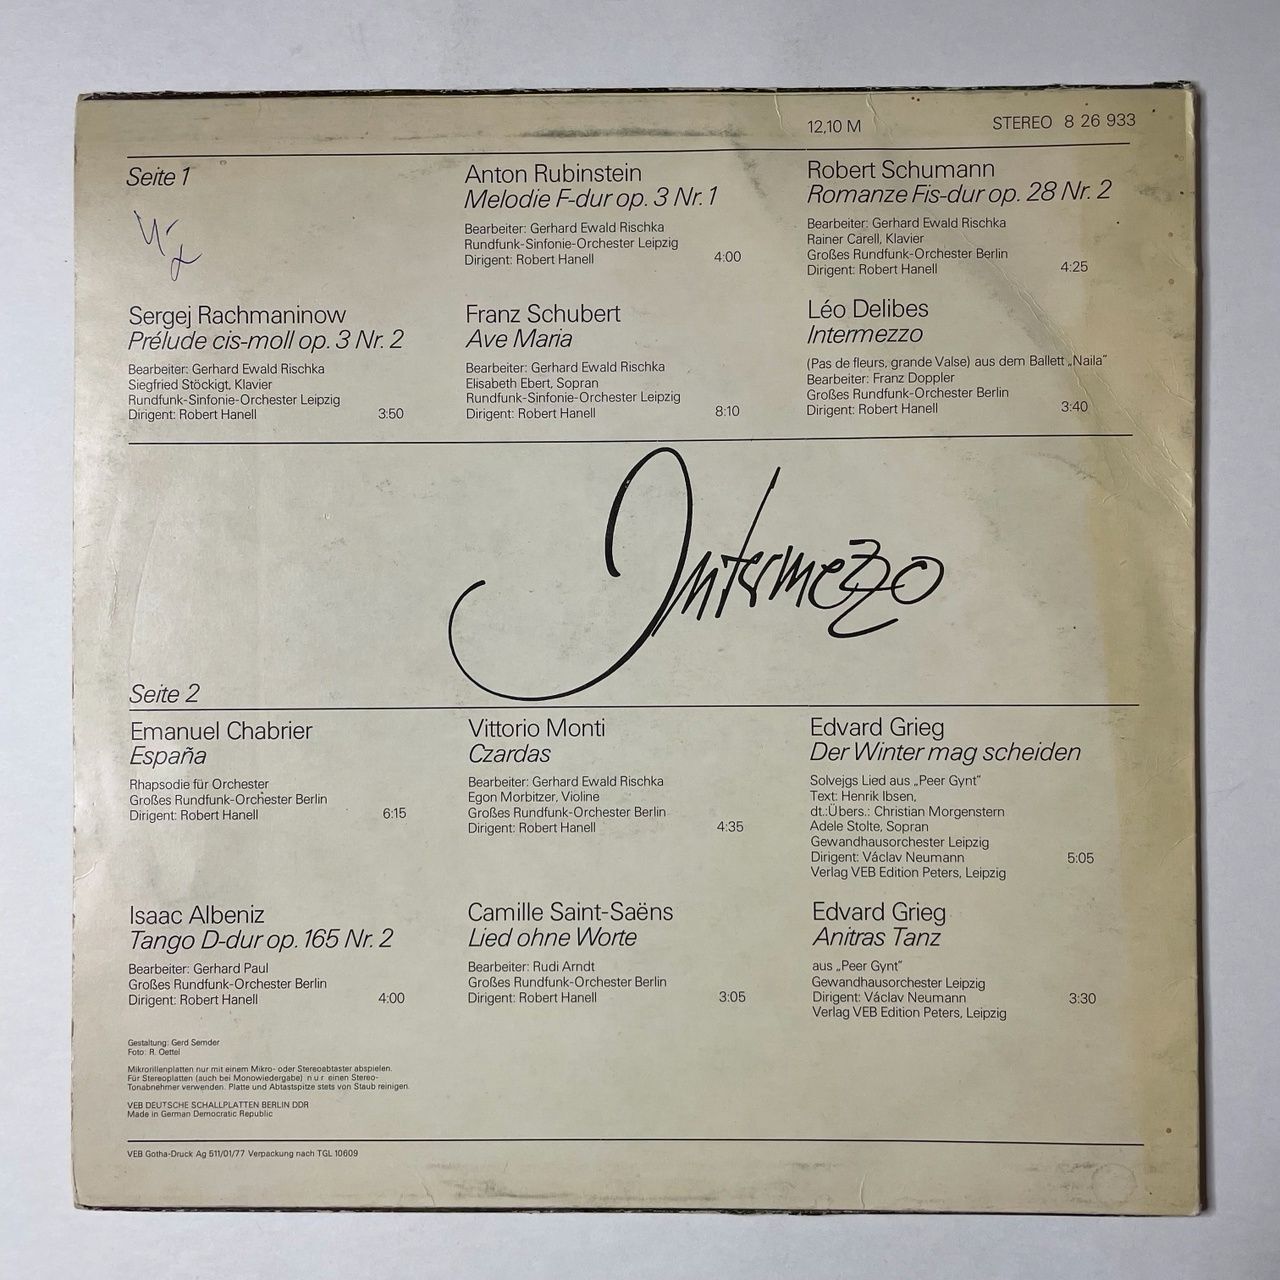 12,10 M
STEREO 8 26 933
Seite 1
Sergej Rachmaninow
Prélude cis-moll op. 3 Nr. 2
Bearbeiter: Gerhard Ewald Rischka
Siegfried Stöckigt, Klavier
Rundfunk-Sinfonie-Orchester Leipzig
Dirigent: Robert Hanell 3:50
Anton Rubinstein
Melodie F-dur op. 3 Nr. 1
Bearbeiter: Gerhard Ewald Rischka
Rundfunk-Sinfonie-Orchester Leipzig
Dirigent: Robert Hanell 4:00
Franz Schubert
Ave Maria
Bearbeiter: Gerhard Ewald Rischka
Elisabeth Ebert, Sopran
Rundfunk-Sinfonie-Orchester Leipzig
Dirigent: Robert Hanell 8:10
Robert Schumann
Romanze Fis-dur op. 28 Nr. 2
Bearbeiter: Gerhard Ewald Rischka
Rainer Carell, Klavier
Großes Rundfunk-Orchester Berlin
Dirigent: Robert Hanell 4:25
Léo Delibes
Intermezzo
(Pas de fleurs, grande Valse) aus dem Ballett „Naila"
Bearbeiter: Franz Doppler
Großes Rundfunk-Orchester Berlin
Dirigent: Robert Hanell 3:40
Intermezzo
Seite 2
Emanuel Chabrier
España
Rhapsodie für Orchester
Großes Rundfunk-Orchester Berlin
Dirigent: Robert Hanell 6:15
Isaac Albeniz
Tango D-dur op. 165 Nr. 2
Bearbeiter: Gerhard Paul
Großes Rundfunk-Orchester Berlin
Dirigent: Robert Hanell 4:00
Vittorio Monti
Czardas
Bearbeiter: Gerhard Ewald Rischka
Egon Morbitzer, Violine
Großes Rundfunk-Orchester Berlin
Dirigent: Robert Hanell 4:35
Camille Saint-Saëns
Lied ohne Worte
Bearbeiter: Rudi Arndt
Großes Rundfunk-Orchester Berlin
Dirigent: Robert Hanell 3:05
Edvard Grieg
Der Winter mag scheiden
Solvejgs Lied aus „Peer Gynt"
Text: Henrik Ibsen,
dt.:Übers.: Christian Morgenstern
Adele Stolte, Sopran
Gewandhausorchester Leipzig
Dirigent: Václav Neumann 5:05
Verlag VEB Edition Peters, Leipzig
Edvard Grieg
Anitras Tanz
aus „Peer Gynt"
Gewandhausorchester Leipzig
Dirigent: Václav Neumann 3:30
Verlag VEB Edition Peters, Leipzig
Gestaltung: Gerd Semder
Foto: R. Oettel
Mikrorillenplatten nur mit einem Mikro- oder Stereoabtaster abspielen.
Für Stereoplatten (auch bei Monowiedergabe) nur einen Stereo-
Tonabnehmer verwenden. Platte und Abtastspitze stets von Staub reinigen.
VEB DEUTSCHE SCHALLPLATTEN BERLIN DDR
Made in German Democratic Republic
VEB Gotha-Druck Ag 511/01/77 Verpackung nach TGL 10609